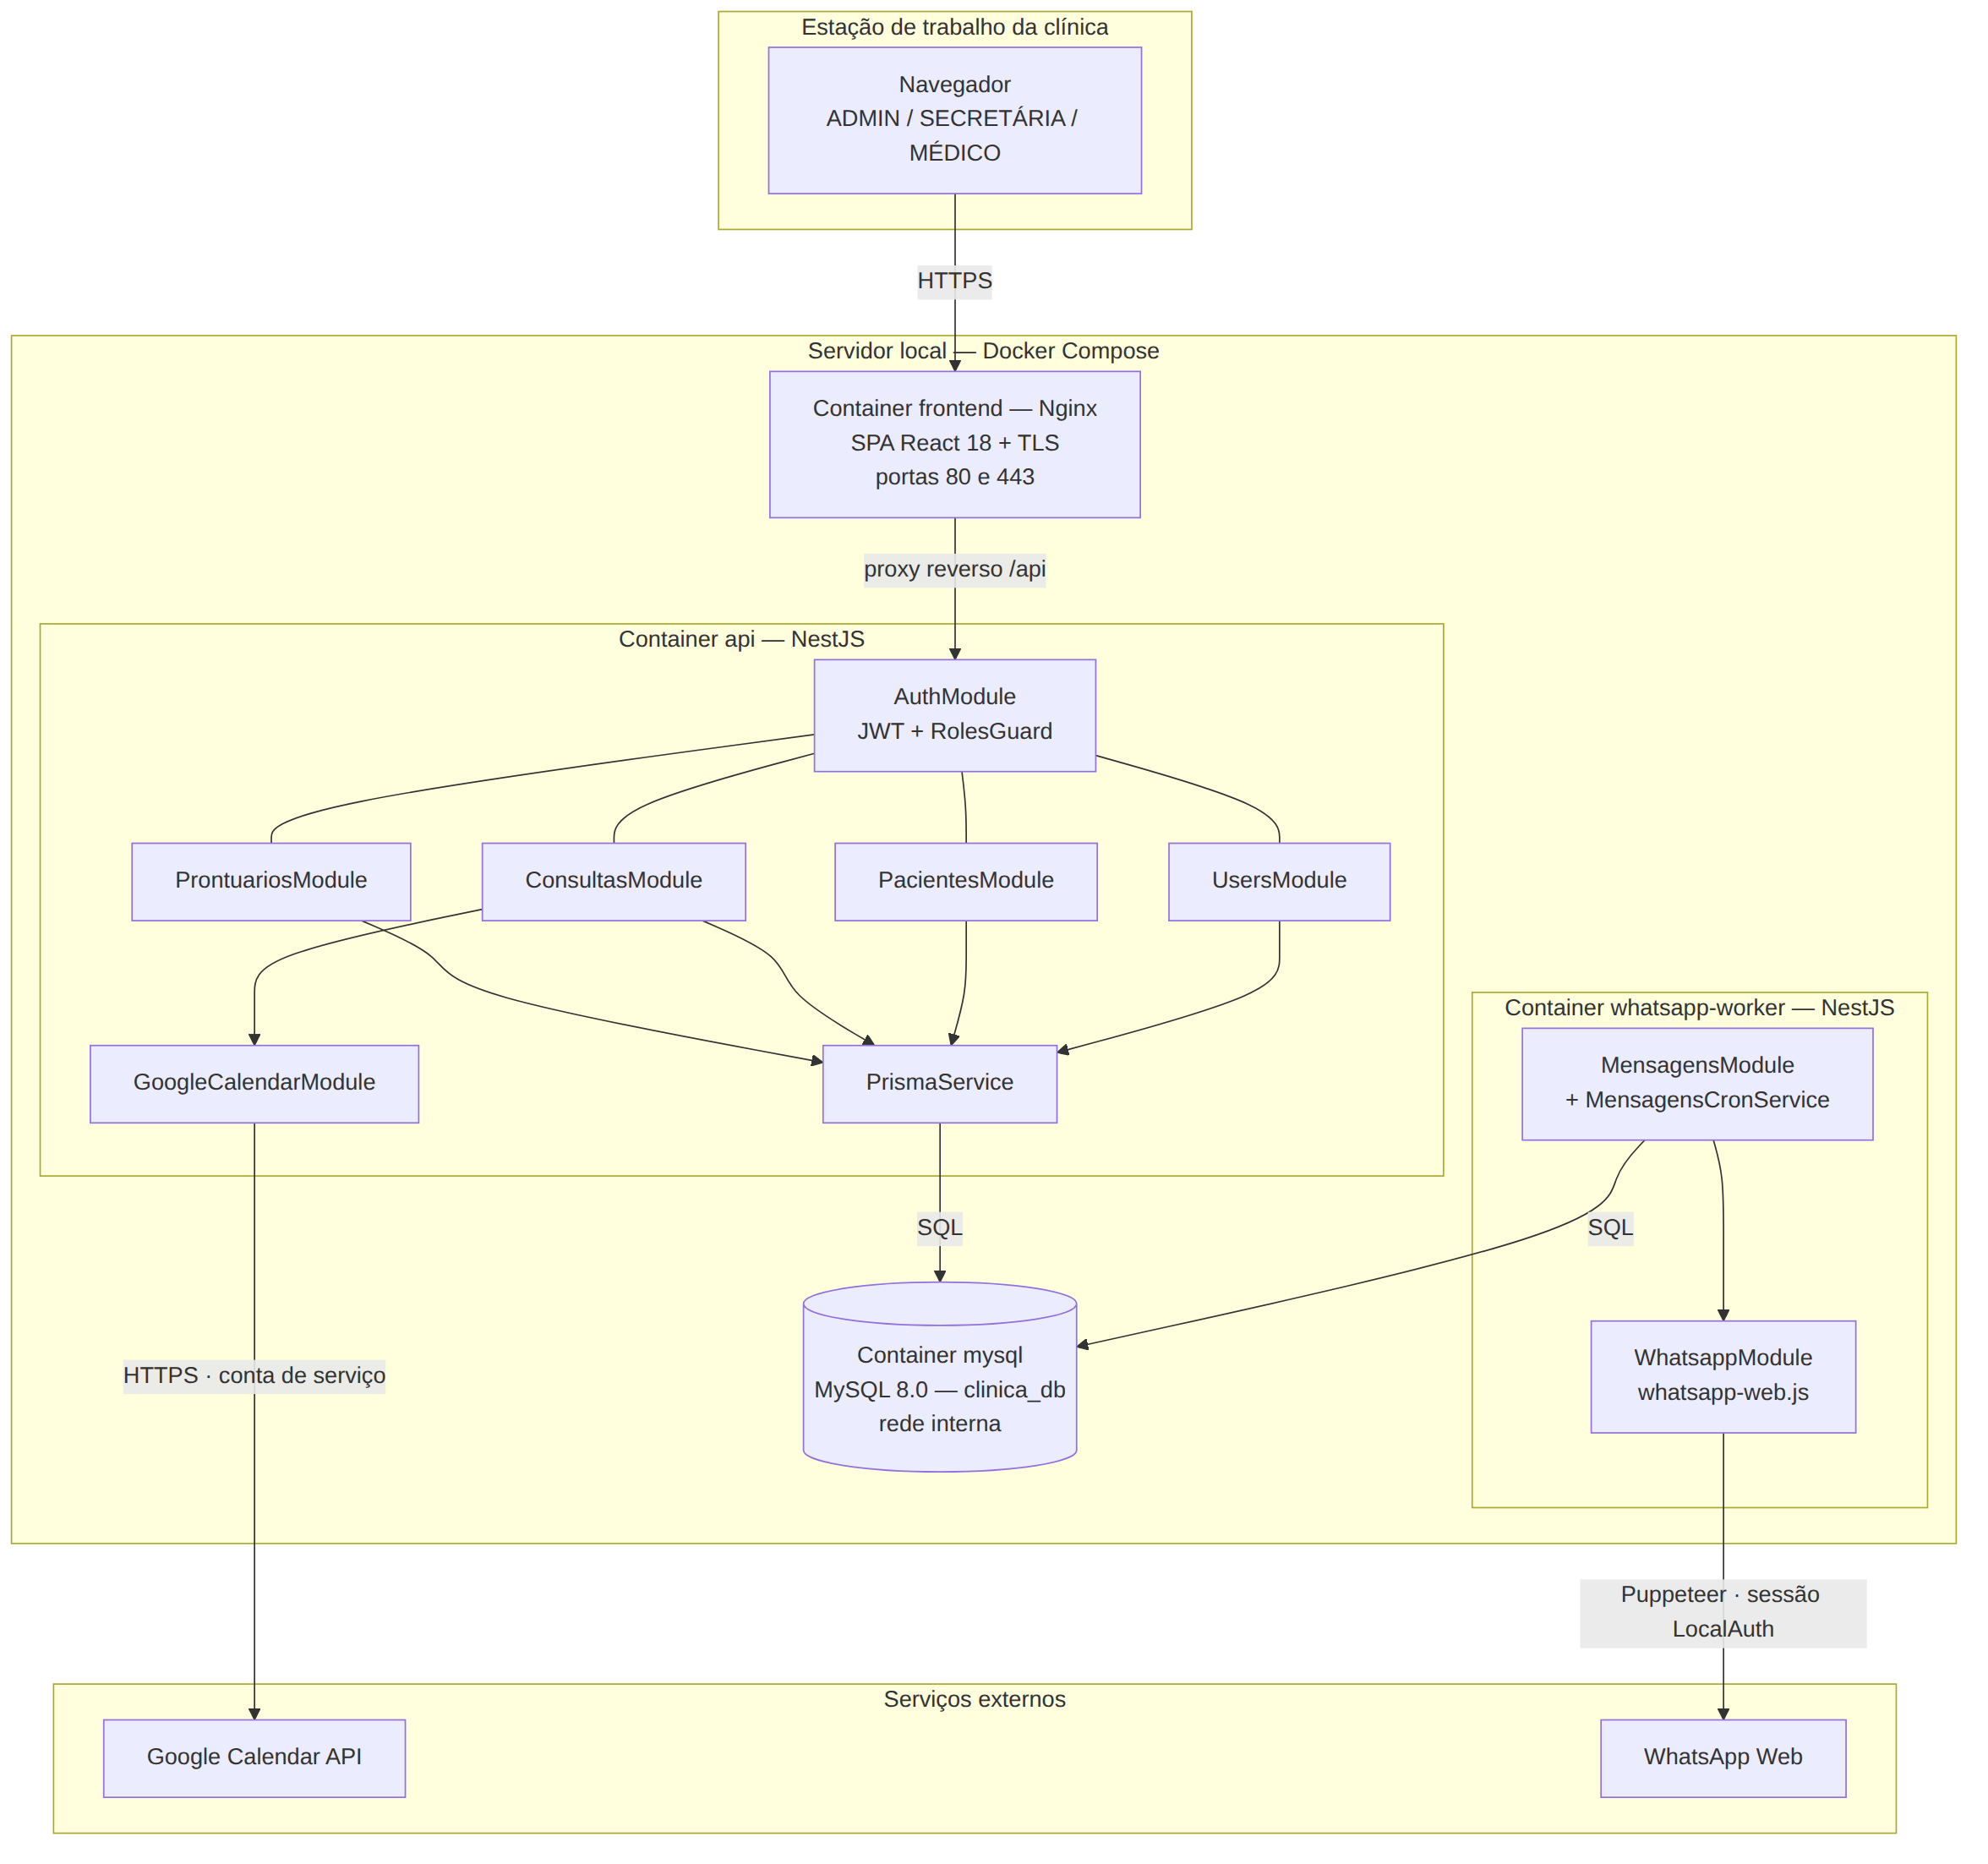 Estação de trabalho da clínica
Navegador
ADMIN / SECRETÁRIA /
MÉDICO
HTTPS
Servidor local — Docker Compose
Container frontend — Nginx
SPA React 18 + TLS
portas 80 e 443
proxy reverso /api
Container api — NestJS
AuthModule
JWT + RolesGuard
ProntuariosModule
ConsultasModule
PacientesModule
UsersModule
Container whatsapp-worker — NestJS
MensagensModule
+ MensagensCronService
GoogleCalendarModule
PrismaService
SQL
SQL
HTTPS · conta de serviço
Container mysql
MySQL 8.0 — clinica_db
rede interna
WhatsappModule
whatsapp-web.js
Puppeteer · sessão
LocalAuth
Serviços externos
Google Calendar API
WhatsApp Web